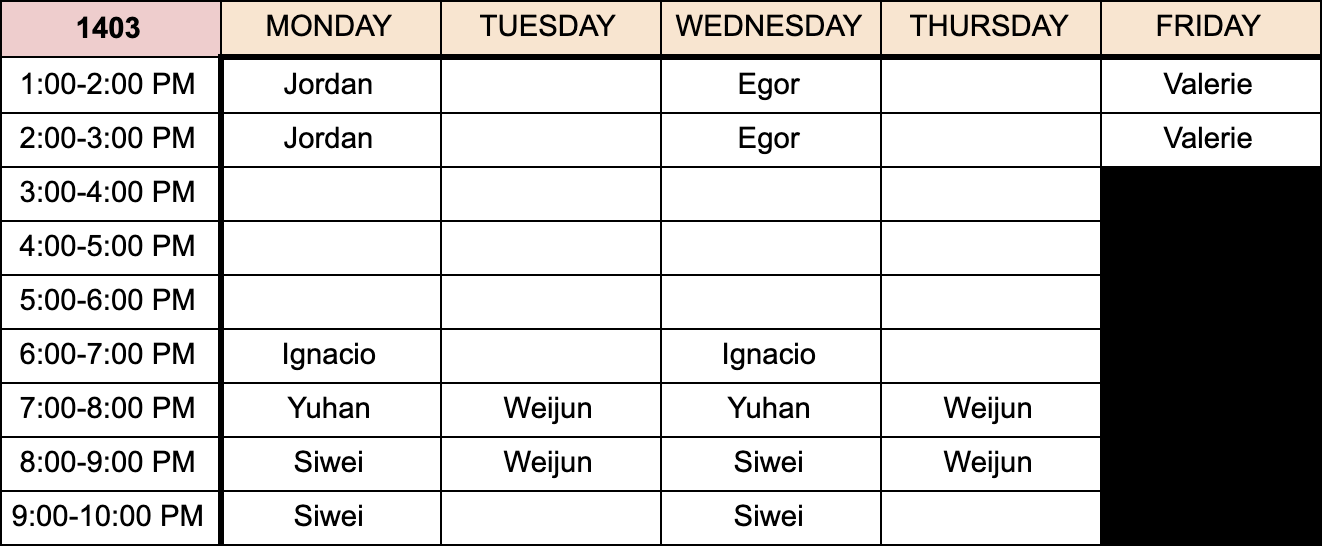 1403 MONDAY TUESDAY WEDNESDAY THURSDAY FRIDAY
1:00-2:00 PM Jordan Egor Valerie
2:00-3:00 PM Jordan Egor Valerie
3:00-4:00 PM
4:00-5:00 PM
5:00-6:00 PM
6:00-7:00 PM Ignacio Ignacio
7:00-8:00 PM Yuhan Weijun Yuhan Weijun
8:00-9:00 PM Siwei Weijun Siwei Weijun
9:00-10:00 PM Siwei Siwei